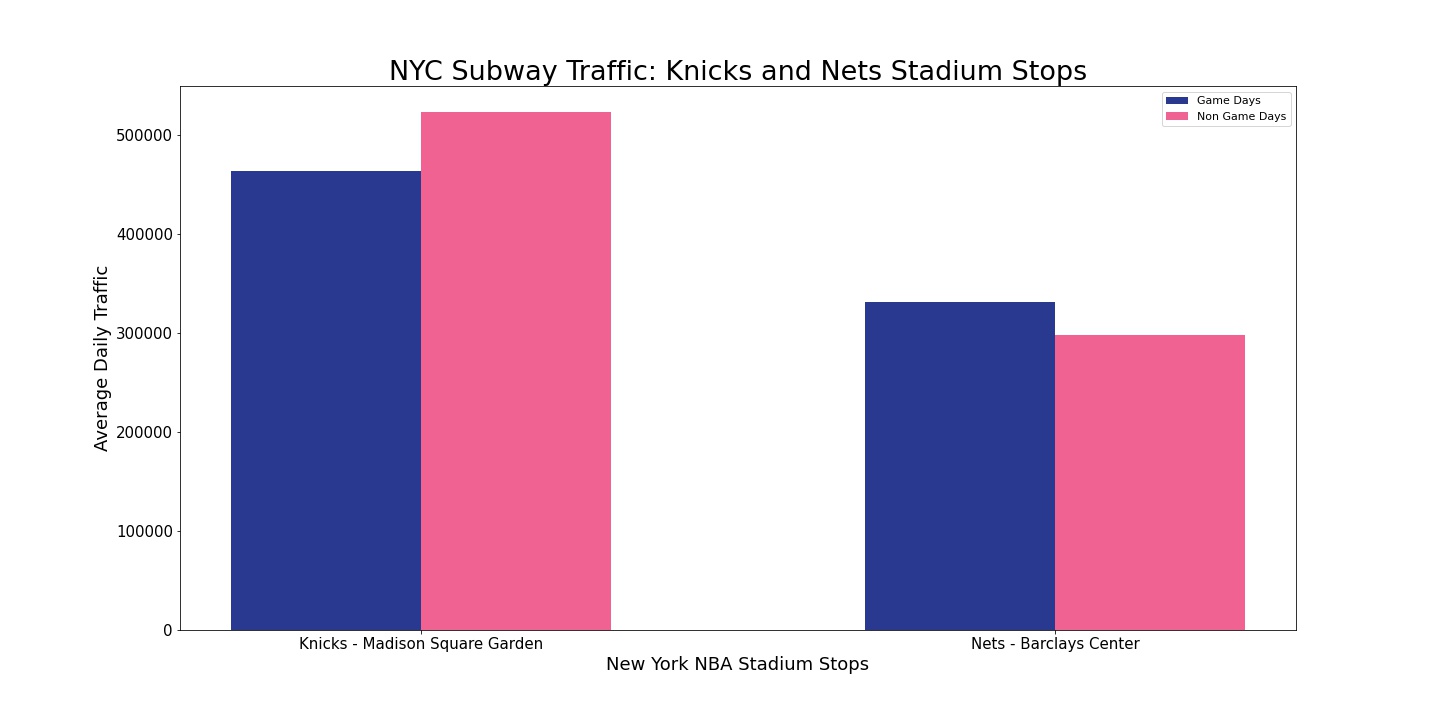 NYC Subway Traffic: Knicks and Nets Stadium Stops
Game Days
Non Game Days
Average Daily Traffic
500000
400000
300000
200000
100000
0
Knicks - Madison Square Garden
Nets - Barclays Center
New York NBA Stadium Stops